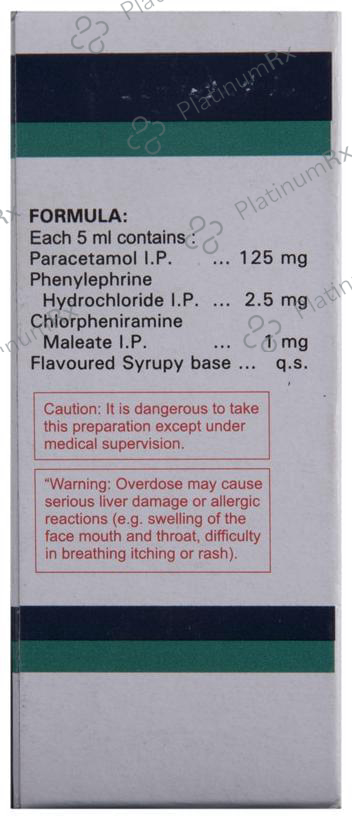 PlatinumRx
PlatinumRx
FORMULA:
Each 5 ml contains :
Paracetamol I.P. ... 125 mg
Phenylephrine
Hydrochloride I.P. ... 2.5 mg
Chlorpheniramine
Maleate I.P. ... 1 mg
Flavoured Syrupy base ... q.s.
Caution: It is dangerous to take
this preparation except under
medical supervision.
"Warning: Overdose may cause
serious liver damage or allergic
reactions (e.g. swelling of the
face mouth and throat, difficulty
in breathing itching or rash).